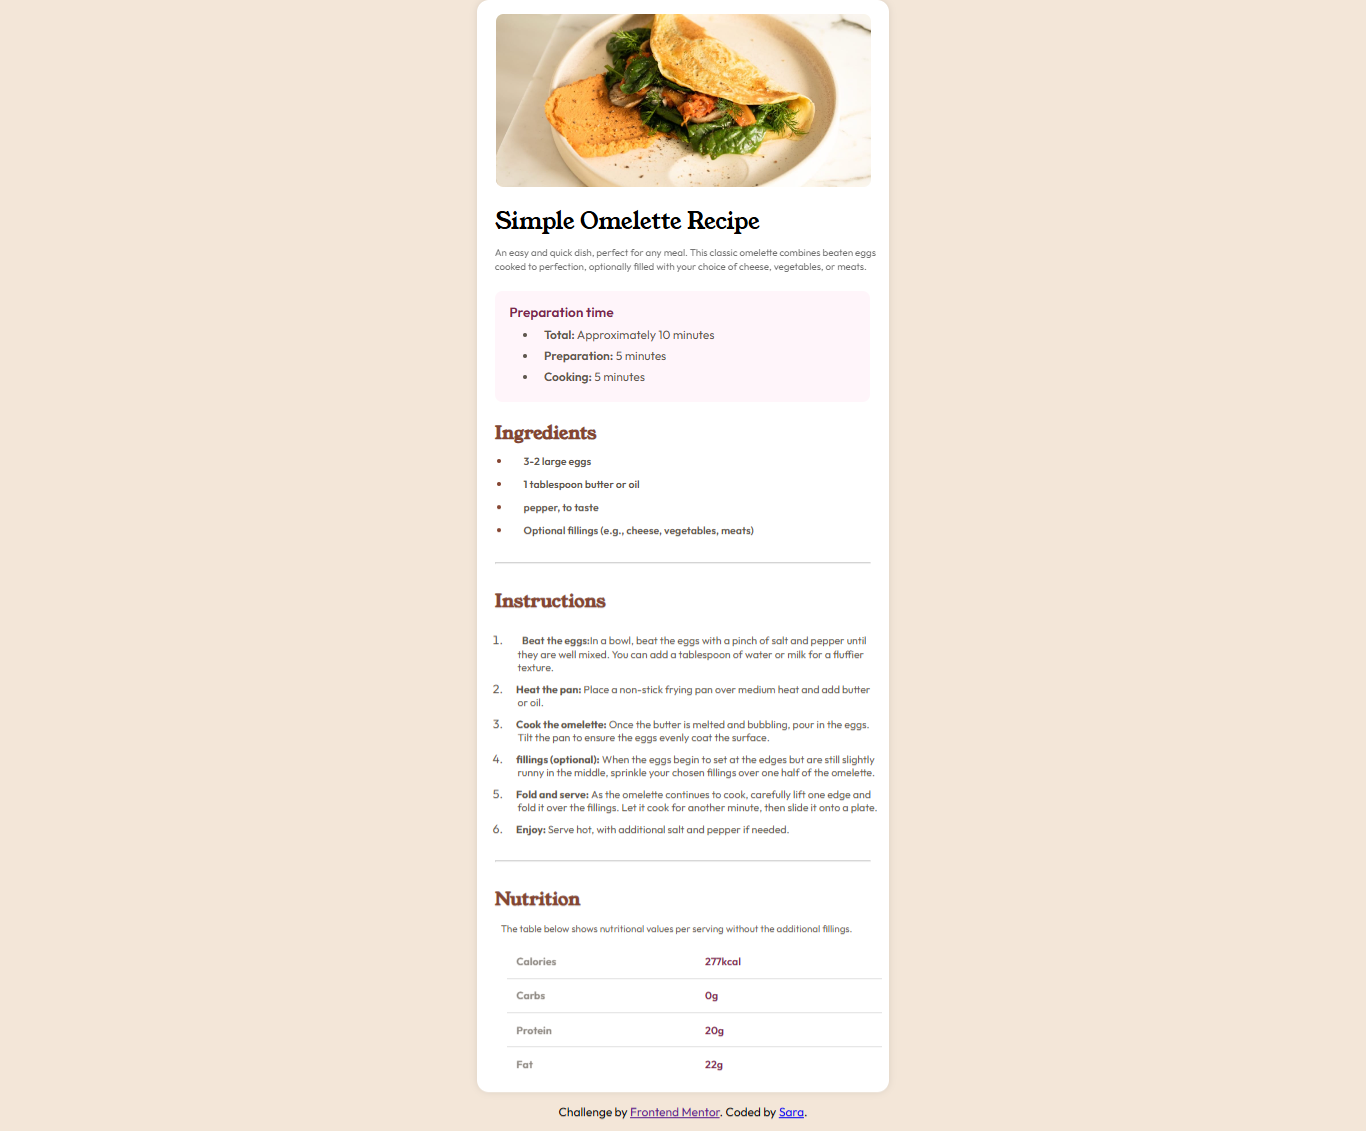 Simple Omelette Recipe
An easy and quick dish, perfect for any meal. This classic omelette combines beaten eggs
cooked to perfection, optionally filled with your choice of cheese, vegetables, or meats.
Preparation time
• Total: Approximately 10 minutes
• Preparation: 5 minutes
• Cooking: 5 minutes
Ingredients
• 3-2 large eggs
• 1 tablespoon butter or oil
• pepper, to taste
• Optional fillings (e.g., cheese, vegetables, meats)
Instructions
1. Beat the eggs:In a bowl, beat the eggs with a pinch of salt and pepper until
they are well mixed. You can add a tablespoon of water or milk for a fluffier
texture.
2. Heat the pan: Place a non-stick frying pan over medium heat and add butter
or oil.
3. Cook the omelette: Once the butter is melted and bubbling, pour in the eggs.
Tilt the pan to ensure the eggs evenly coat the surface.
4. fillings (optional): When the eggs begin to set at the edges but are still slightly
runny in the middle, sprinkle your chosen fillings over one half of the omelette.
5. Fold and serve: As the omelette continues to cook, carefully lift one edge and
fold it over the fillings. Let it cook for another minute, then slide it onto a plate.
6. Enjoy: Serve hot, with additional salt and pepper if needed.
Nutrition
The table below shows nutritional values per serving without the additional fillings.
Calories 277kcal
Carbs 0g
Protein 20g
Fat 22g
Challenge by Frontend Mentor. Coded by Sara.